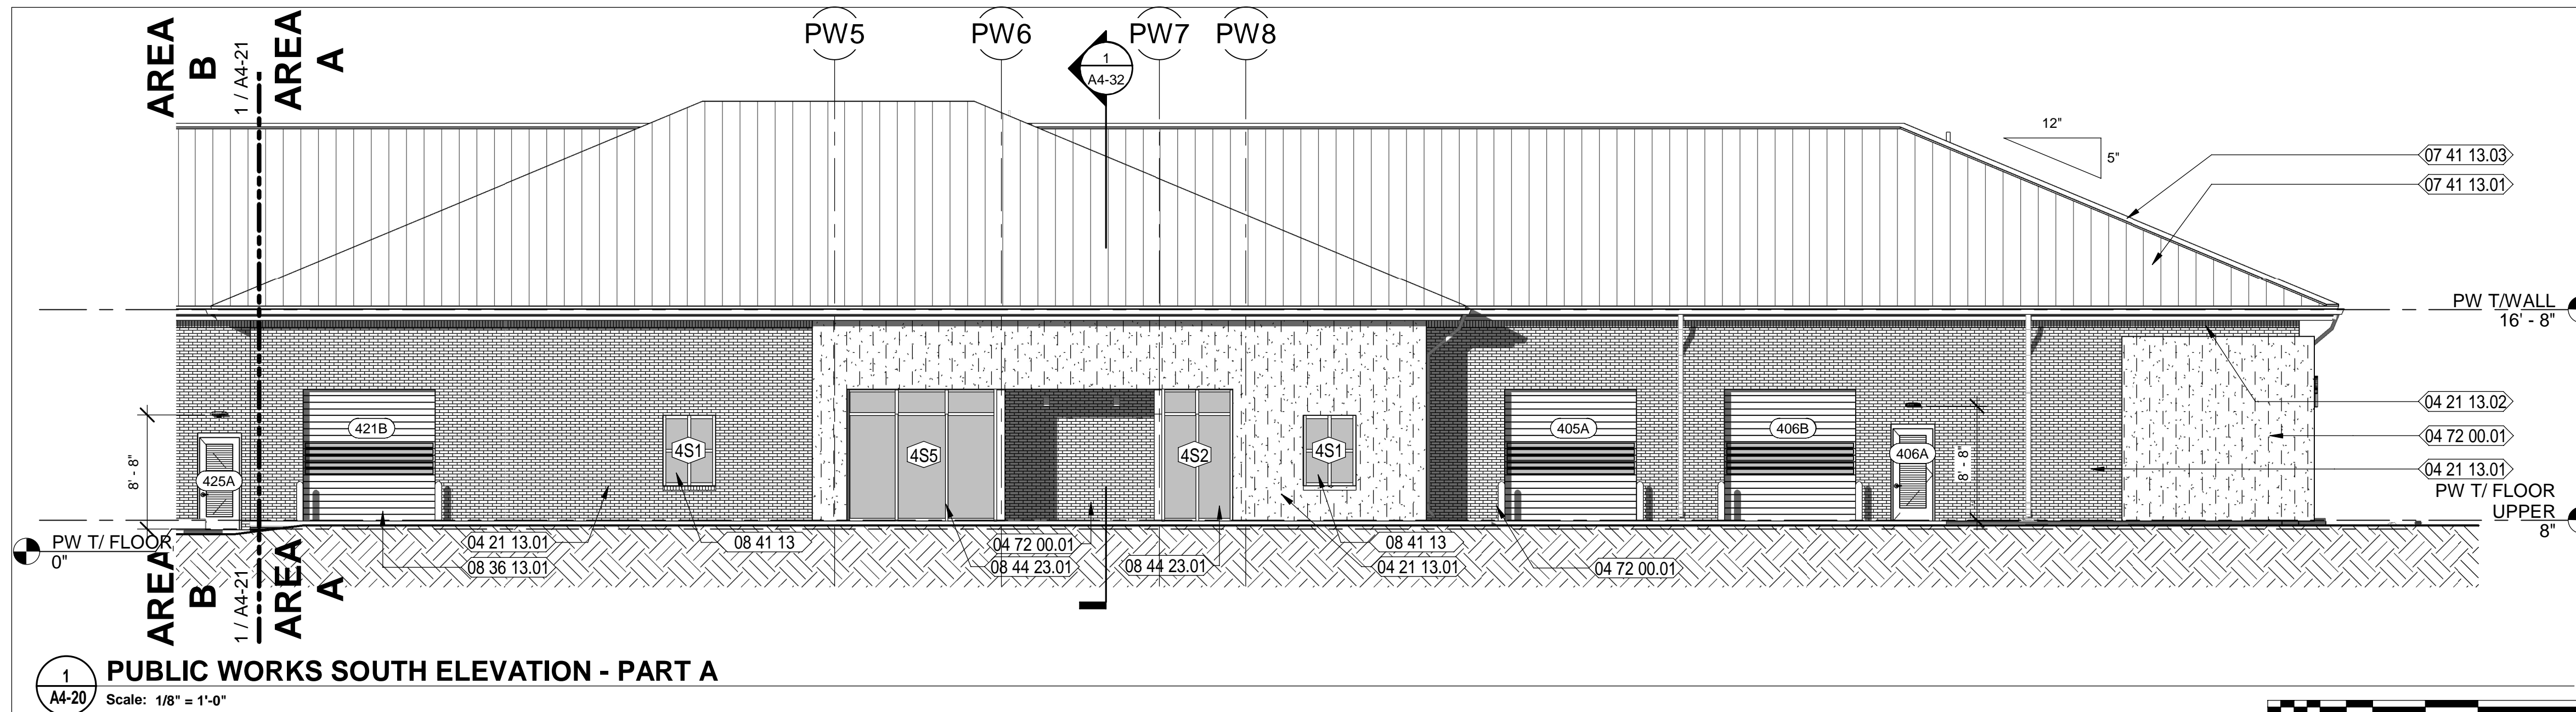 AREA
B
1 / A4-21
AREA
A
PW5
PW6
1
A4-32
PW7
PW8
12"
5"
07 41 13.03
07 41 13.01
PW T/WALL
16' - 8"
04 21 13.02
04 72 00.01
04 21 13.01
PW T/ FLOOR
UPPER
8"
8' - 8"
425A
421B
4S1
4S5
4S2
4S1
405A
406B
406A
8' - 8"
PW T/ FLOOR
0"
04 21 13.01
08 36 13.01
08 41 13
04 72 00.01
08 44 23.01
08 44 23.01
08 41 13
04 21 13.01
04 72 00.01
AREA
B
1 / A4-21
AREA
A
1
A4-20
PUBLIC WORKS SOUTH ELEVATION - PART A
Scale: 1/8" = 1'-0"